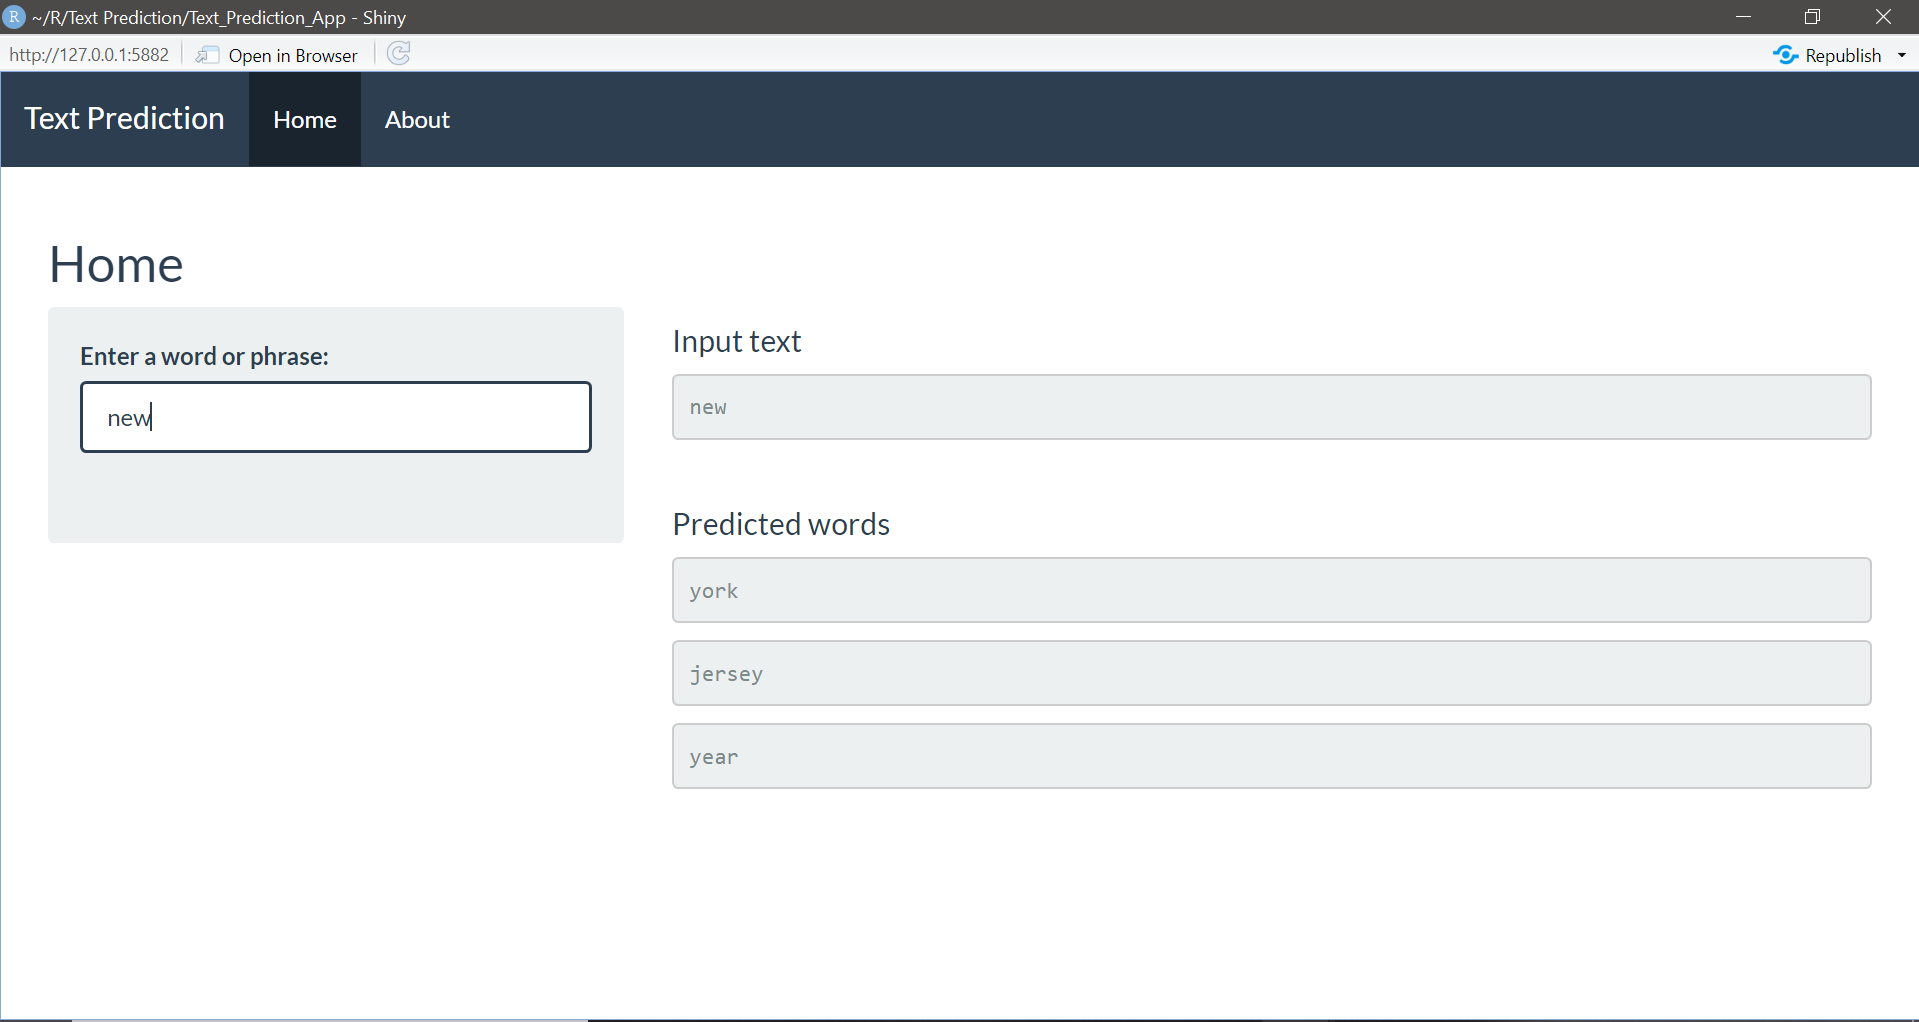 R ~/R/Text Prediction/Text_Prediction_App - Shiny
http://127.0.0.1:5882 Open in Browser Republish
Text Prediction Home About
Home
Enter a word or phrase:
new
Input text
new
Predicted words
york
jersey
year